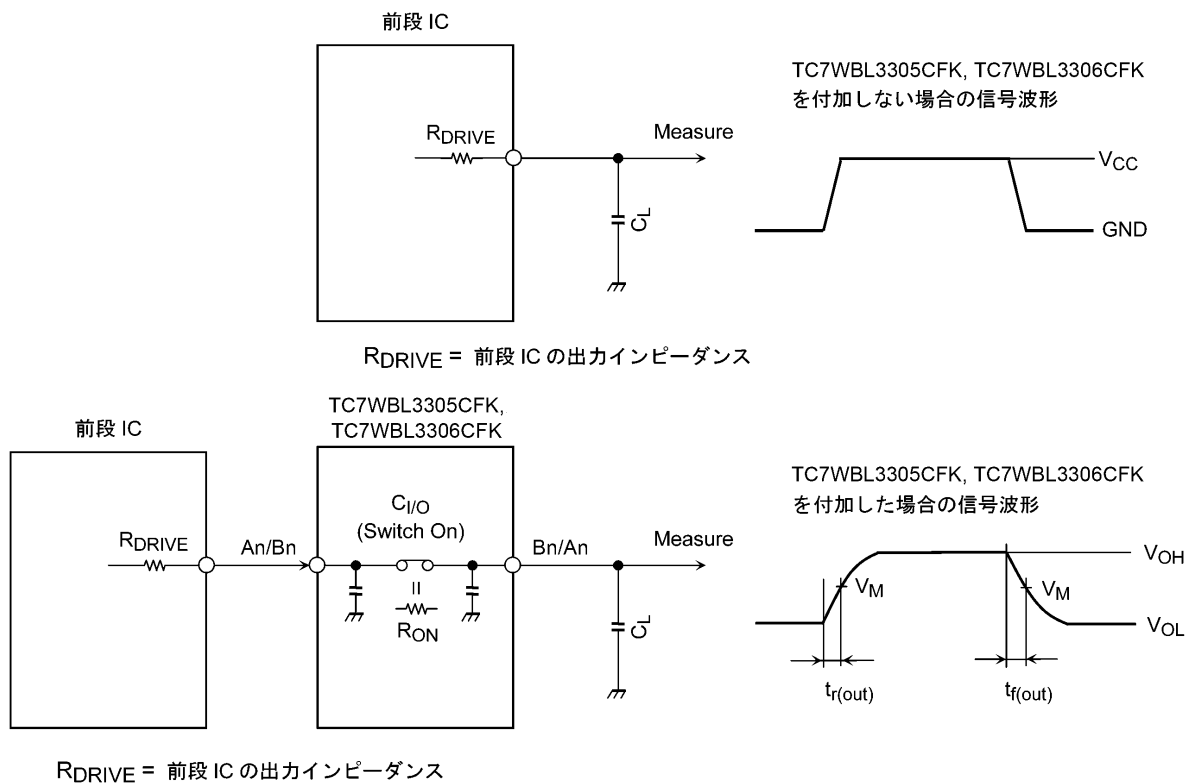 前段 IC
TC7WBL3305CFK, TC7WBL3306CFK
を付加しない場合の信号波形
RDRIVE
Measure
CL
VCC
GND
RDRIVE = 前段 IC の出力インピーダンス
前段 IC
TC7WBL3305CFK,
TC7WBL3306CFK
TC7WBL3305CFK, TC7WBL3306CFK
を付加した場合の信号波形
CI/O
(Switch On)
RDRIVE
An/Bn
Bn/An
Measure
RON
CL
VOH
VM
VM
VOL
tr(out)
tf(out)
RDRIVE = 前段 IC の出力インピーダンス